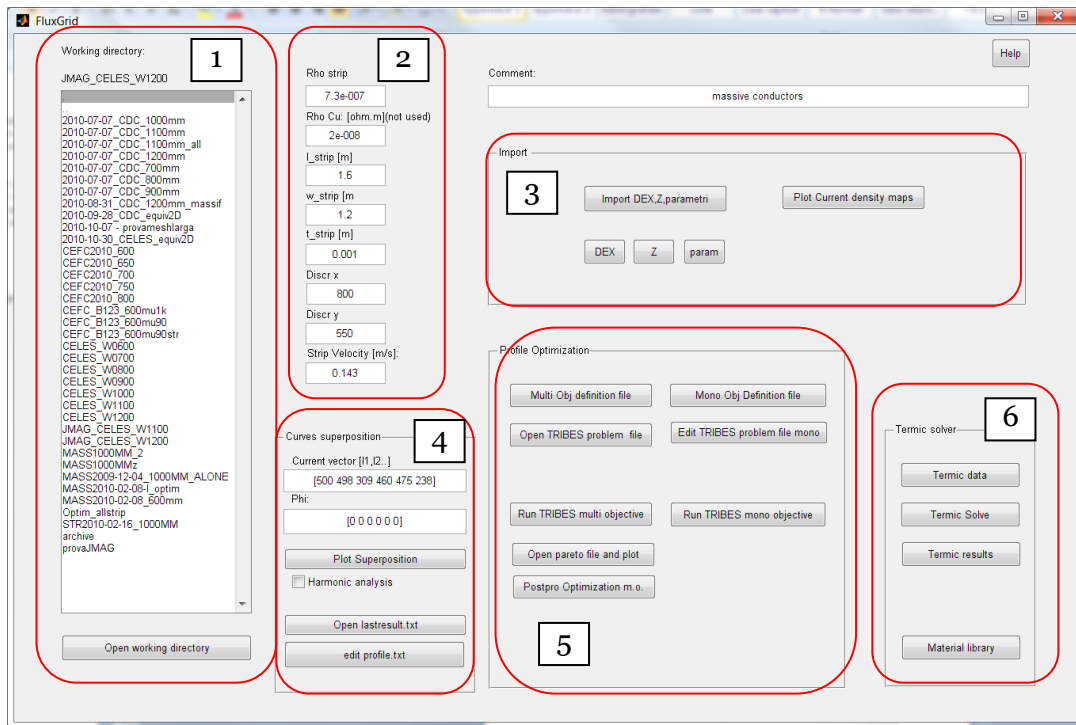 FluxGrid
Help
1
Working directory:
JMAG_CELES_W1200
.
..
2010-07-07_CDC_1000mm
2010-07-07_CDC_1100mm
2010-07-07_CDC_1100mm_all
2010-07-07_CDC_1200mm
2010-07-07_CDC_700mm
2010-07-07_CDC_800mm
2010-07-07_CDC_900mm
2010-08-31_CDC_1200mm_massif
2010-09-28_CDC_equiv2D
2010-10-07 - provameshlarga
2010-10-30_CELES_equiv2D
CEFC2010_600
CEFC2010_650
CEFC2010_700
CEFC2010_750
CEFC2010_800
CEFC_B123_600mu1k
CEFC_B123_600mu90
CEFC_B123_600mu90str
CELES_W0600
CELES_W0700
CELES_W0800
CELES_W0900
CELES_W1000
CELES_W1100
CELES_W1200
JMAG_CELES_W1100
JMAG_CELES_W1200
MASS1000MM_2
MASS1000MMz
MASS2009-12-04_1000MM_ALONE
MASS2010-02-08-I_optim
MASS2010-02-08_600mm
Optim_allstrip
STR2010-02-16_1000MM
archive
provaJMAG
Open working directory
2
Rho strip
7.3e-007
Rho Cu: [ohm.m](not used)
2e-008
l_strip [m]
1.6
w_strip [m
1.2
t_strip [m]
0.001
Discr x
800
Discr y
550
Strip Velocity [m/s]:
0.143
Comment:
massive conductors
Import
3
Import DEX,Z,parametri
Plot Current density maps
DEX
Z
param
Curves superposition
4
Current vector [I1,I2..]
[500 498 309 460 475 238]
Phi:
[0 0 0 0 0 0]
Plot Superposition
Harmonic analysis
Open lastresult.txt
edit profile.txt
Profile Optimization
Multi Obj definition file
Mono Obj Definition file
Open TRIBES problem file
Edit TRIBES problem file mono
Run TRIBES multi objective
Run TRIBES mono objective
Open pareto file and plot
Postpro Optimization m.o.
5
Termic solver
6
Termic data
Termic Solve
Termic results
Material library